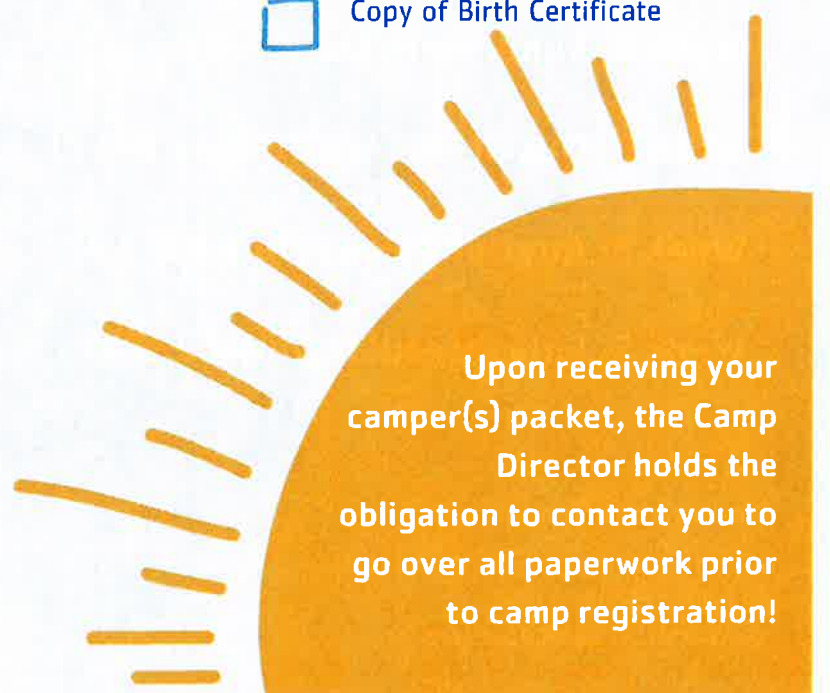 Copy of Birth Certificate
Upon receiving your
camper(s) packet, the Camp
Director holds the
obligation to contact you to
go over all paperwork prior
to camp registration!